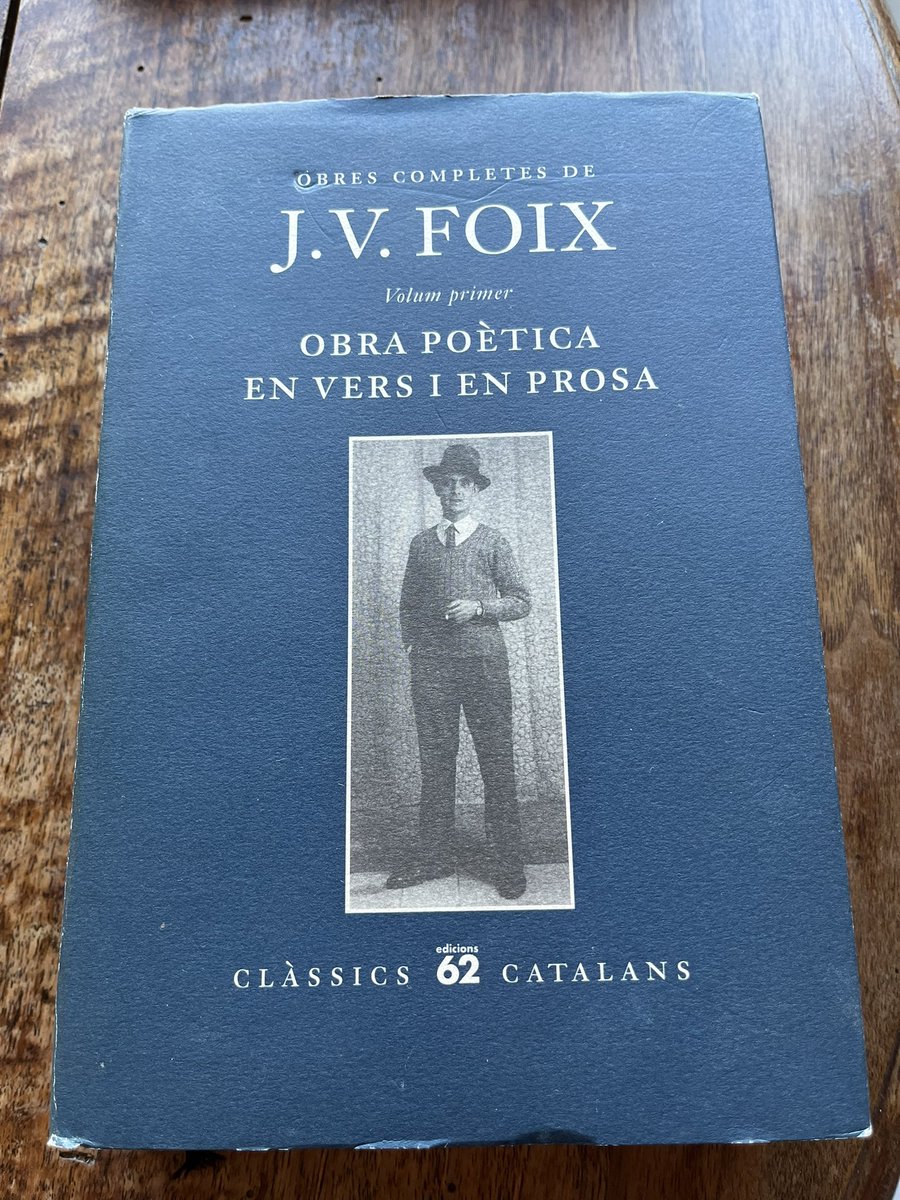 OBRES COMPLETES DE
J.V. FOIX
Volum primer
OBRA POÈTICA
EN VERS I EN PROSA
edicions
CLÀSSICS 62 CATALANS